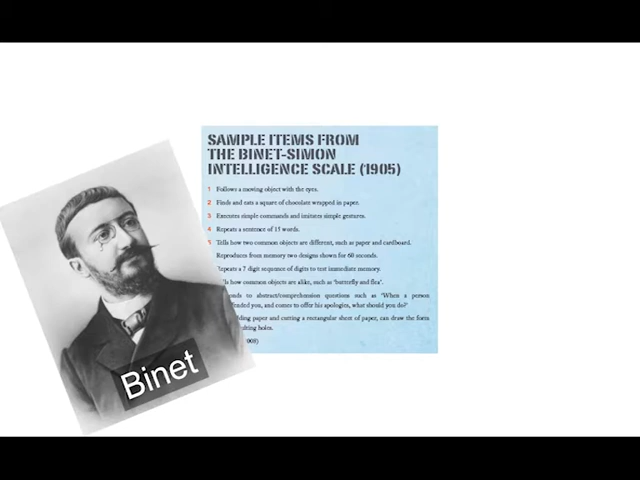 SAMPLE ITEMS FROM
THE BINET-SIMON
INTELLIGENCE SCALE (1905)
1 Follows a moving object with the eyes.
2 Finds and eats a square of chocolate wrapped in paper.
3 Executes simple commands and imitates simple gestures.
4 Repeats a sentence of 15 words.
5 Tells how two common objects are different, such as paper and cardboard.
Reproduces from memory two designs shown for 60 seconds.
Repeats a 7 digit sequence of digits to test immediate memory.
how common objects are alike, such as 'butterfly and flea'.
to abstract/comprehension questions such as 'When a person
you, and comes to offer his apologies, what should you do?'
paper and cutting a rectangular sheet of paper, can draw the form
holes.
Binet